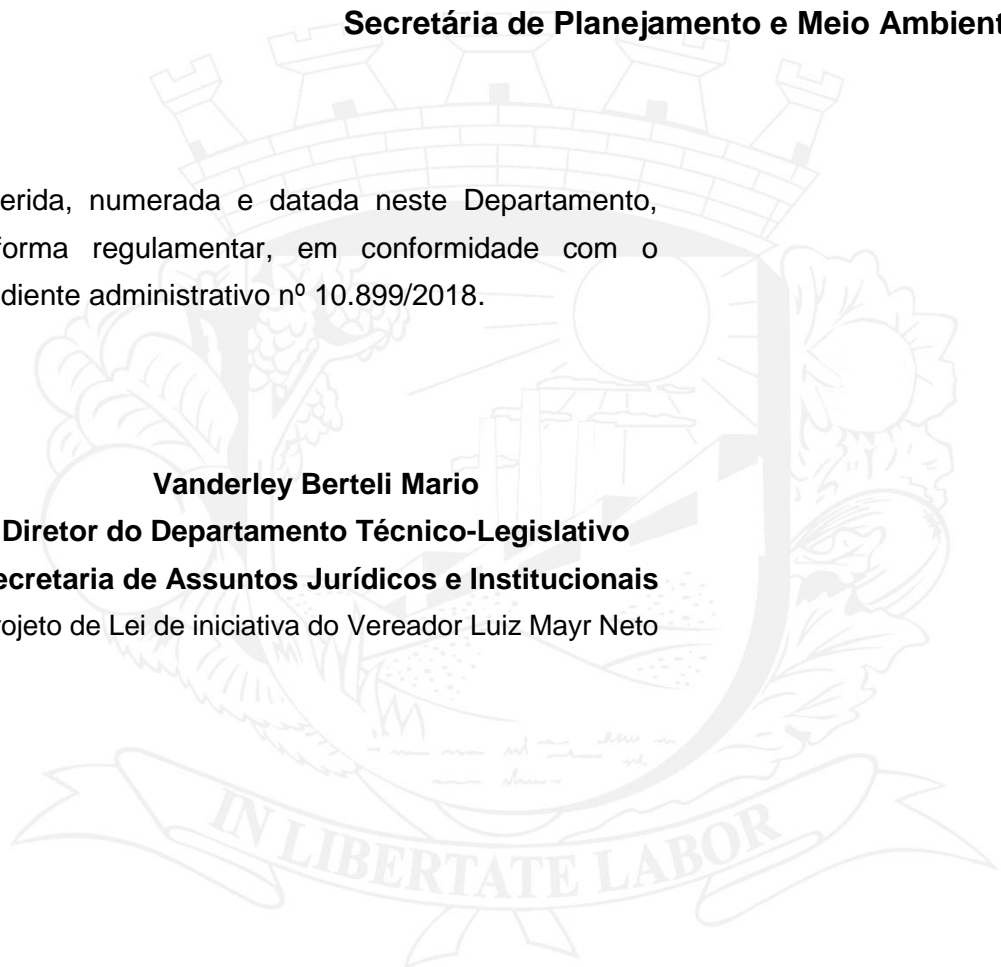 Secretária de Planejamento e Meio Ambient
erida, numerada e datada neste Departamento,
forma regulamentar, em conformidade com o
diente administrativo nº 10.899/2018.
Vanderley Berteli Mario
Diretor do Departamento Técnico-Legislativo
ecretaria de Assuntos Jurídicos e Institucionais
rojeto de Lei de iniciativa do Vereador Luiz Mayr Neto
IN LIBERTATE LABOR